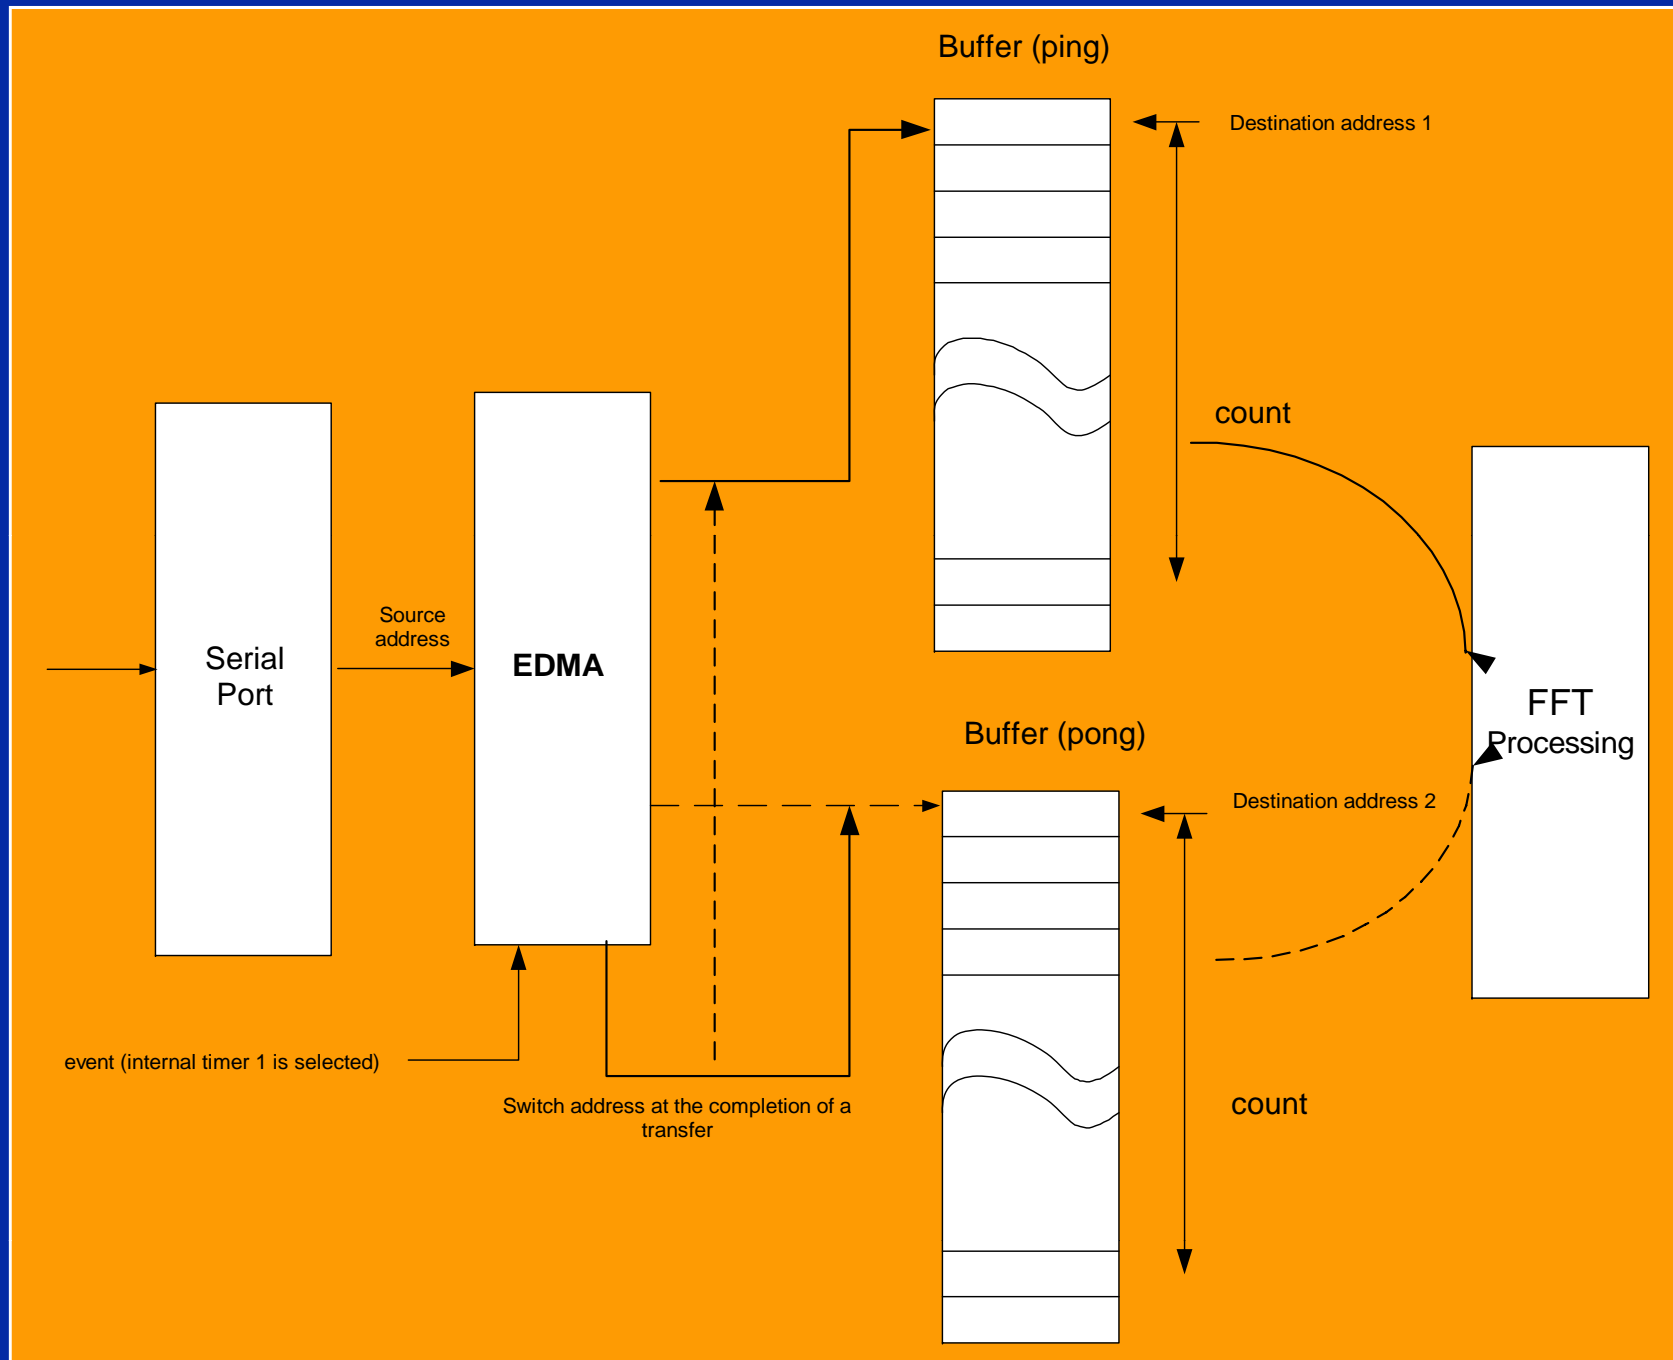 Buffer (ping)
Destination address 1
count
Source
address
Serial
Port
EDMA
FFT
Processing
Buffer (pong)
Destination address 2
event (internal timer 1 is selected)
Switch address at the completion of a
transfer
count